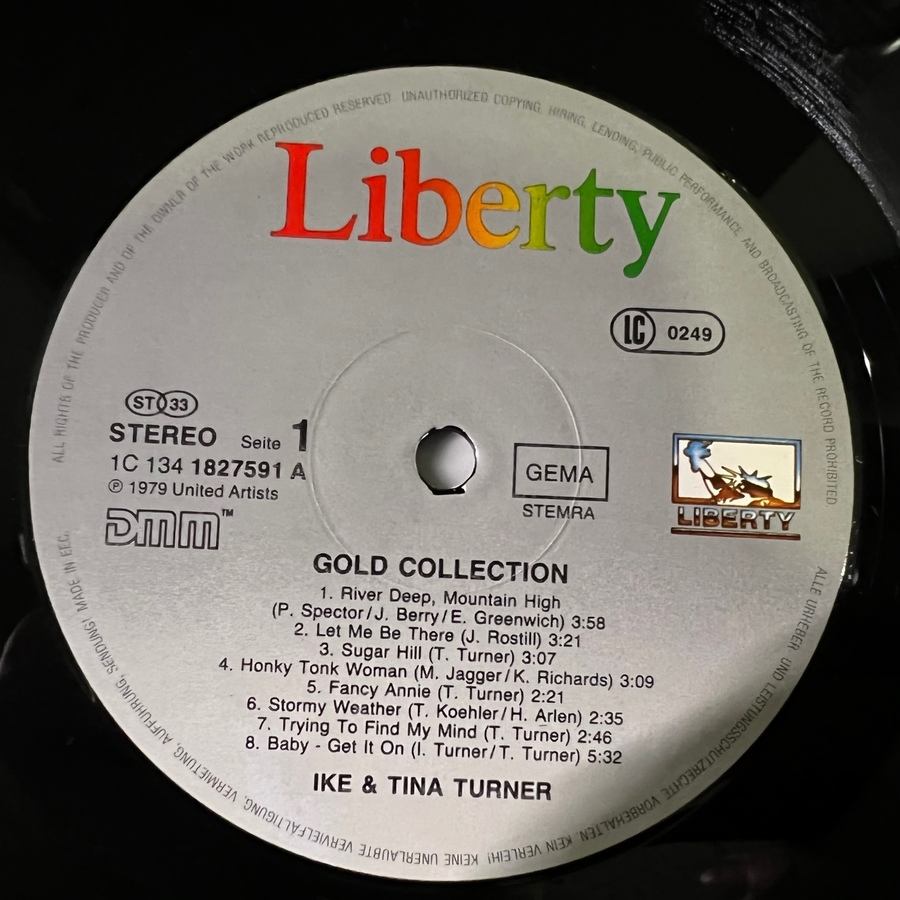 ALL RIGHTS OF THE PRODUCER AND OF THE OWNER OF THE WORK REPRODUCED RESERVED. UNAUTHORIZED COPYING, HIRING, LENDING, PUBLIC PERFORMANCE AND BROADCASTING OF THE RECORD PROHIBITED.
Liberty
LC 0249
ST 33
STEREO Seite 1
1C 134 1827591 A
℗ 1979 United Artists
DMM™
GEMA
STEMRA
LIBERTY
GOLD COLLECTION
1. River Deep, Mountain High
(P. Spector/J. Berry/E. Greenwich) 3:58
2. Let Me Be There (J. Rostill) 3:21
3. Sugar Hill (T. Turner) 3:07
4. Honky Tonk Woman (M. Jagger/K. Richards) 3:09
5. Fancy Annie (T. Turner) 2:21
6. Stormy Weather (T. Koehler/H. Arlen) 2:35
7. Trying To Find My Mind (T. Turner) 2:46
8. Baby - Get It On (I. Turner/T. Turner) 5:32
IKE & TINA TURNER
ALLE URHEBER- UND LEISTUNGSSCHUTZRECHTE VORBEHALTEN. KEIN VERLEIH! KEINE UNERLAUBTE VERVIELFÄLTIGUNG, VERMIETUNG, AUFFÜHRUNG, SENDUNG! MADE IN EEC.